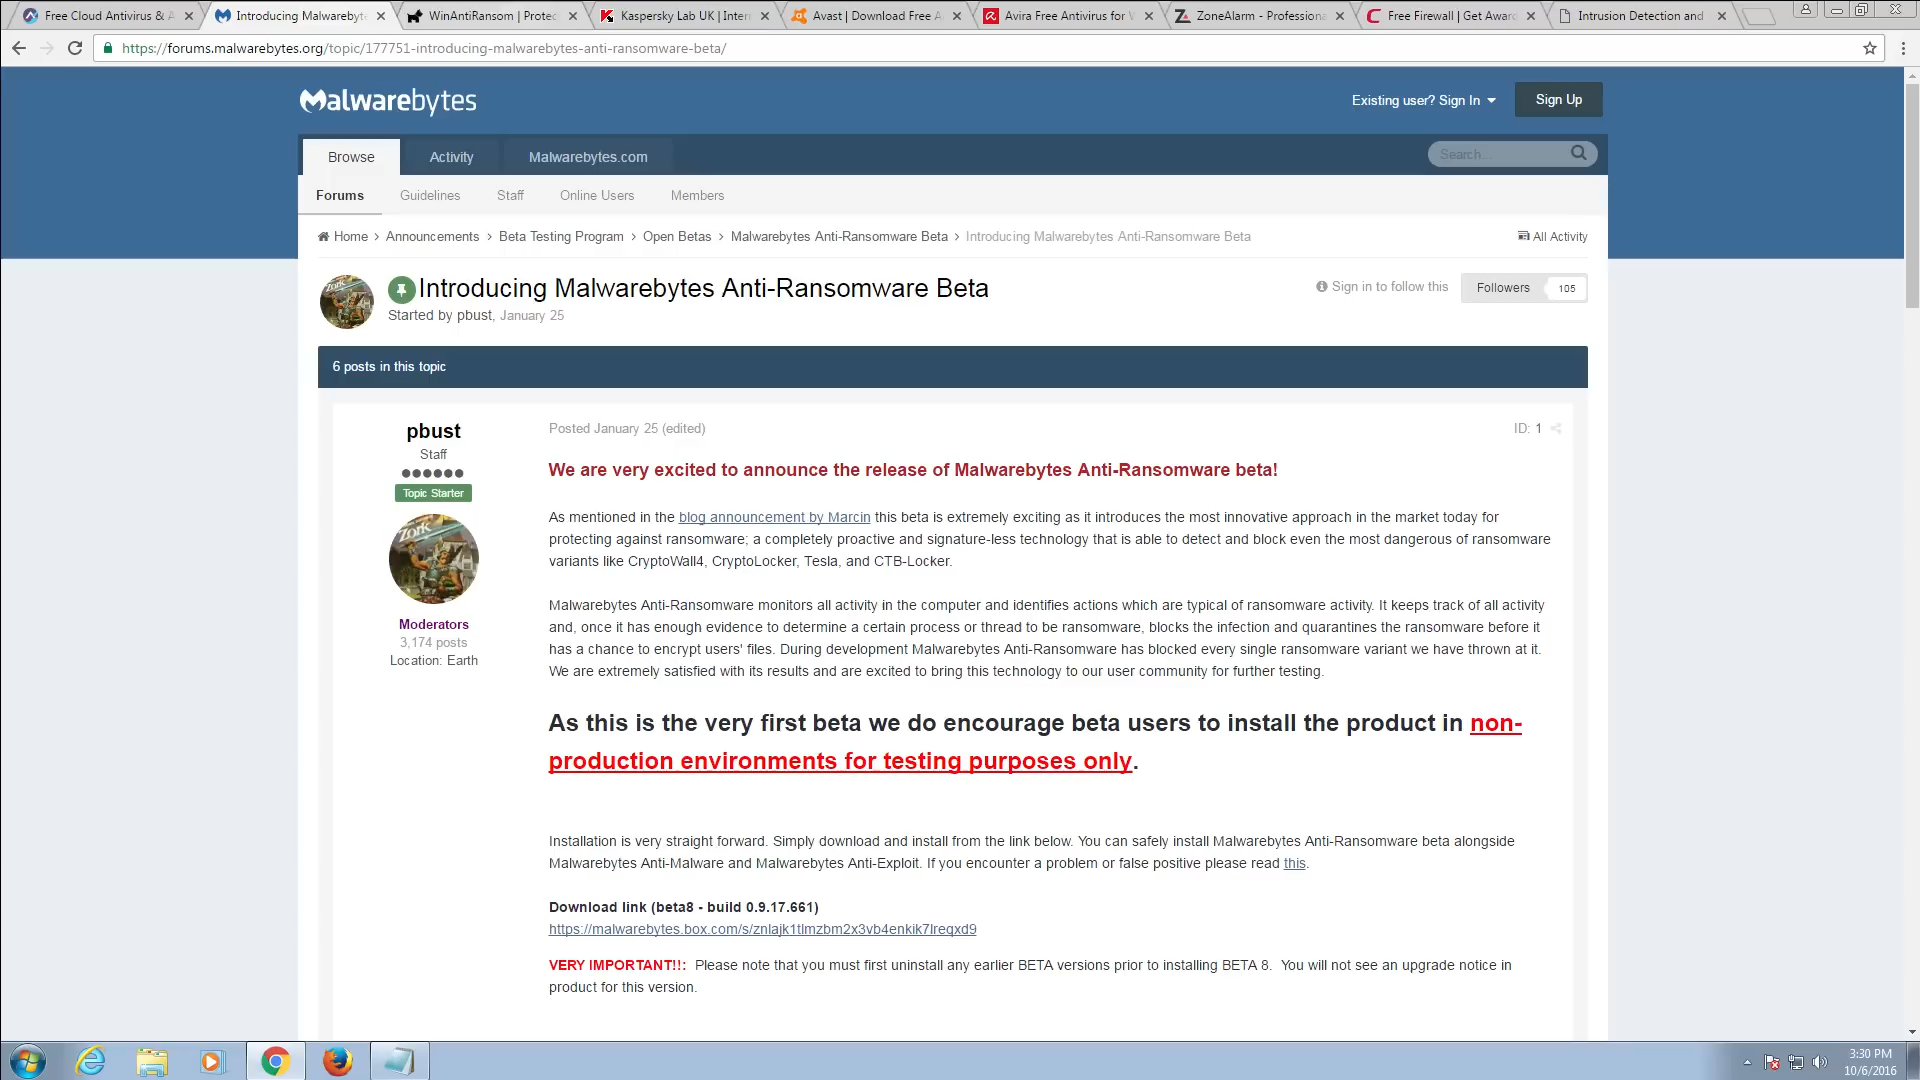 Free Cloud Antivirus & A
Introducing Malwarebyte
WinAntiRansom | Protec
Kaspersky Lab UK | Inter
Avast | Download Free A
Avira Free Antivirus for W
ZoneAlarm - Professiona
Free Firewall | Get Awar
Intrusion Detection and
https://forums.malwarebytes.org/topic/177751-introducing-malwarebytes-anti-ransomware-beta/
Malwarebytes
Existing user? Sign In
Sign Up
Browse
Activity
Malwarebytes.com
Search...
Forums
Guidelines
Staff
Online Users
Members
Home > Announcements > Beta Testing Program > Open Betas > Malwarebytes Anti-Ransomware Beta > Introducing Malwarebytes Anti-Ransomware Beta
All Activity
Introducing Malwarebytes Anti-Ransomware Beta
Started by pbust, January 25
Sign in to follow this
Followers 105
6 posts in this topic
pbust
Staff
Topic Starter
ZORK
Moderators
3,174 posts
Location: Earth
Posted January 25 (edited)
ID: 1
We are very excited to announce the release of Malwarebytes Anti-Ransomware beta!
As mentioned in the blog announcement by Marcin this beta is extremely exciting as it introduces the most innovative approach in the market today for
protecting against ransomware; a completely proactive and signature-less technology that is able to detect and block even the most dangerous of ransomware
variants like CryptoWall4, CryptoLocker, Tesla, and CTB-Locker.
Malwarebytes Anti-Ransomware monitors all activity in the computer and identifies actions which are typical of ransomware activity. It keeps track of all activity
and, once it has enough evidence to determine a certain process or thread to be ransomware, blocks the infection and quarantines the ransomware before it
has a chance to encrypt users' files. During development Malwarebytes Anti-Ransomware has blocked every single ransomware variant we have thrown at it.
We are extremely satisfied with its results and are excited to bring this technology to our user community for further testing.
As this is the very first beta we do encourage beta users to install the product in non-
production environments for testing purposes only.
Installation is very straight forward. Simply download and install from the link below. You can safely install Malwarebytes Anti-Ransomware beta alongside
Malwarebytes Anti-Malware and Malwarebytes Anti-Exploit. If you encounter a problem or false positive please read this.
Download link (beta8 - build 0.9.17.661)
https://malwarebytes.box.com/s/znlajk1tlmzbm2x3vb4enkik7lreqxd9
VERY IMPORTANT!!: Please note that you must first uninstall any earlier BETA versions prior to installing BETA 8. You will not see an upgrade notice in
product for this version.
3:30 PM
10/6/2016